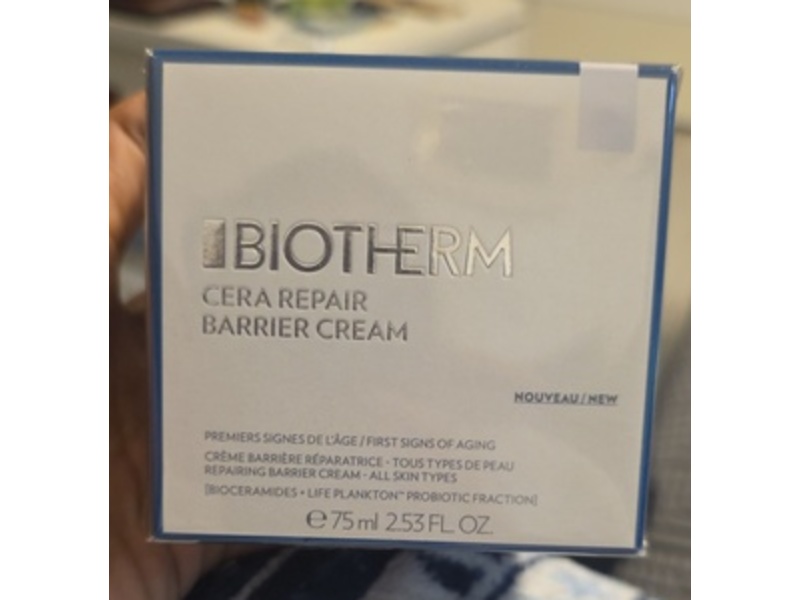 BIOTHERM
CERA REPAIR
BARRIER CREAM
NOUVEAU / NEW
PREMIERS SIGNES DE L'ÂGE / FIRST SIGNS OF AGING
CRÈME BARRIÈRE RÉPARATRICE - TOUS TYPES DE PEAU
REPAIRING BARRIER CREAM - ALL SKIN TYPES
[BIOCERAMIDES + LIFE PLANKTON™ PROBIOTIC FRACTION]
℮ 75 ml 2.53 FL. OZ.